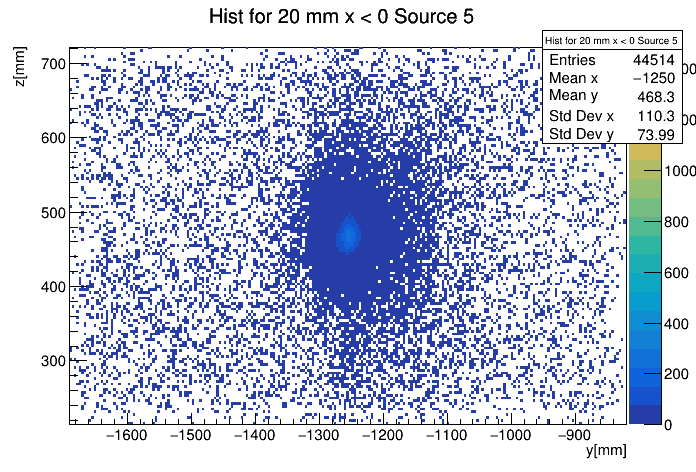 Hist for 20 mm x < 0 Source 5
Hist for 20 mm x < 0 Source 5
Entries 44514
Mean x −1250
Mean y 468.3
Std Dev x 110.3
Std Dev y 73.99
z[mm]
700
600
500
400
300
−1600 −1500 −1400 −1300 −1200 −1100 −1000 −900
y[mm]
1000
800
600
400
200
0